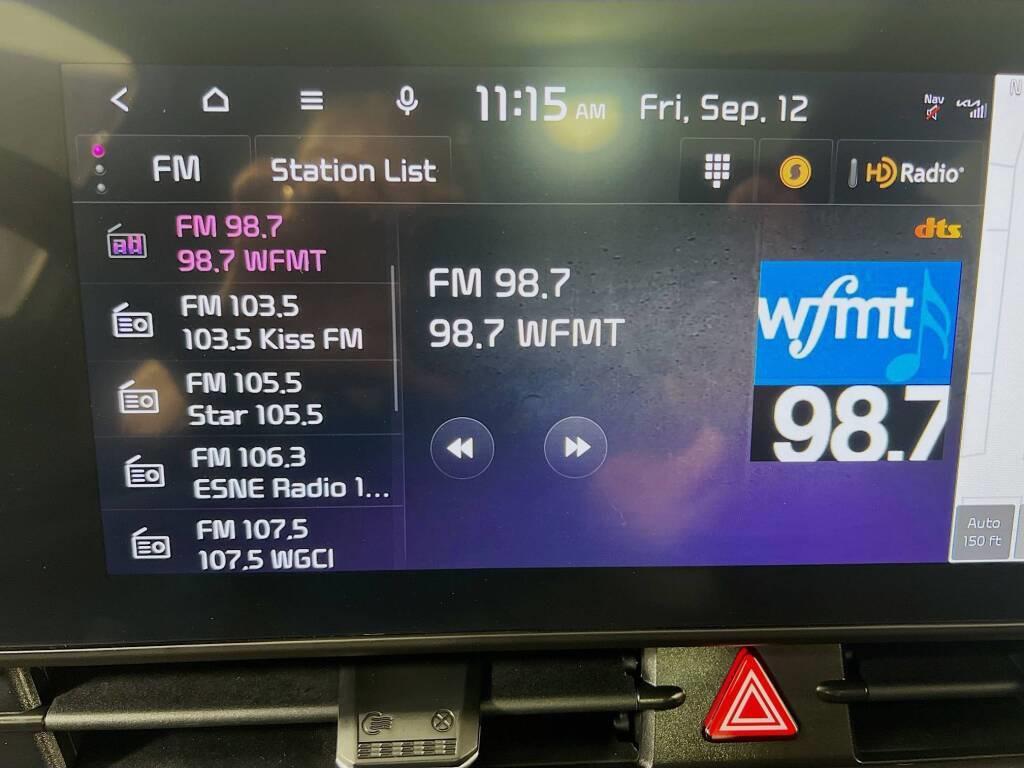 11:15 AM Fri, Sep. 12
Nav
KIA
FM Station List HD Radio
dts
FM 98.7
98.7 WFMT
FM 103.5
103.5 Kiss FM
FM 105.5
Star 105.5
FM 106.3
ESNE Radio 1...
FM 107.5
107.5 WGCI
FM 98.7
98.7 WFMT
wfmt
98.7
N
Auto
150 ft